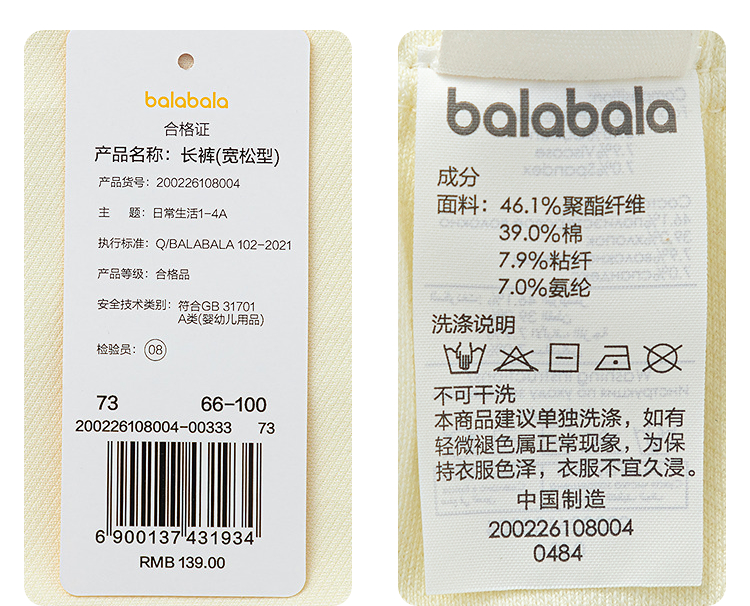 balabala
合格证
产品名称：长裤(宽松型)
产品货号：200226108004
主 题：日常生活1-4A
执行标准：Q/BALABALA 102-2021
产品等级：合格品
安全技术类别：符合GB 31701
A类(婴幼儿用品)
检验员：08
73 66-100
200226108004-00333 73
6 900137 431934
RMB 139.00
balabala
成分
面料：46.1%聚酯纤维
39.0%棉
7.9%粘纤
7.0%氨纶
洗涤说明
不可干洗
本商品建议单独洗涤，如有
轻微褪色属正常现象，为保
持衣服色泽，衣服不宜久浸。
中国制造
200226108004
0484